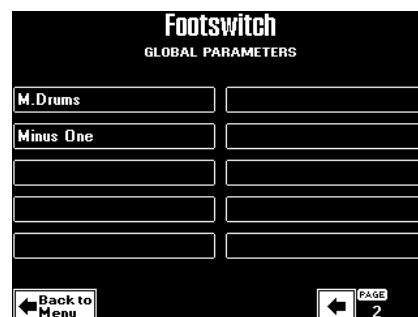 Footswitch
GLOBAL PARAMETERS
M.Drums
Minus One
Back to
Menu
PAGE
2